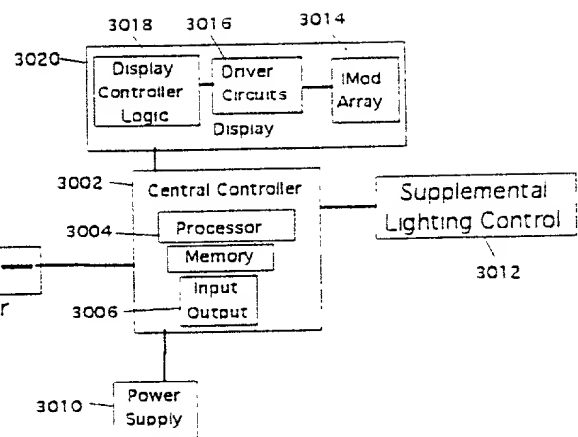 3018
3016
3014
3020
Display
Controller
Logic
Driver
Circuits
IMod
Array
Display
3002
Central Controller
3004
Processor
Memory
3006
Input
Output
Supplemental
Lighting Control
3012
r
3010
Power
Supply